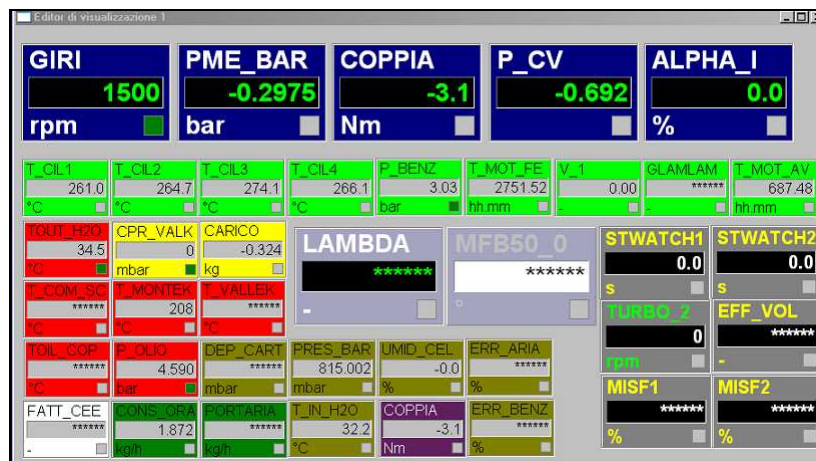 Editor di visualizzazione 1
GIRI PME_BAR COPPIA P_CV ALPHA_I
1500 -0.2975 -3.1 -0.692 0.0
rpm bar Nm %
T_CIL1 T_CIL2 T_CIL3 T_CIL4 P_BENZ T_MOT_FE V_1 GLAMLAM T_MOT_AV
261.0 264.7 274.1 266.1 3.03 2751.52 0.00 ****** 687.48
°C °C °C °C bar hh.mm - - hh.mm
TOUT_H2O CPR_VALK CARICO
34.5 0 -0.324
°C mbar kg
LAMBDA MFB50_0
****** ******
- °
STWATCH1 STWATCH2
0.0 0.0
s s
T_COM_SC T_MONTEK T_VALLEK
****** 208 ******
°C °C °C
TURBO_2 EFF_VOL
0 ******
rpm -
TOIL_COP P_OLIO DEP_CART PRES_BAR UMID_CEL ERR_ARIA
****** 4.590 ****** 815.002 -0.0 ******
°C bar mbar mbar % %
MISF1 MISF2
****** ******
% %
FATT_CEE CONS_ORA PORTARIA T_IN_H2O COPPIA ERR_BENZ
****** 1.872 ****** 32.2 -3.1 ******
- kg/h kg/h °C Nm %